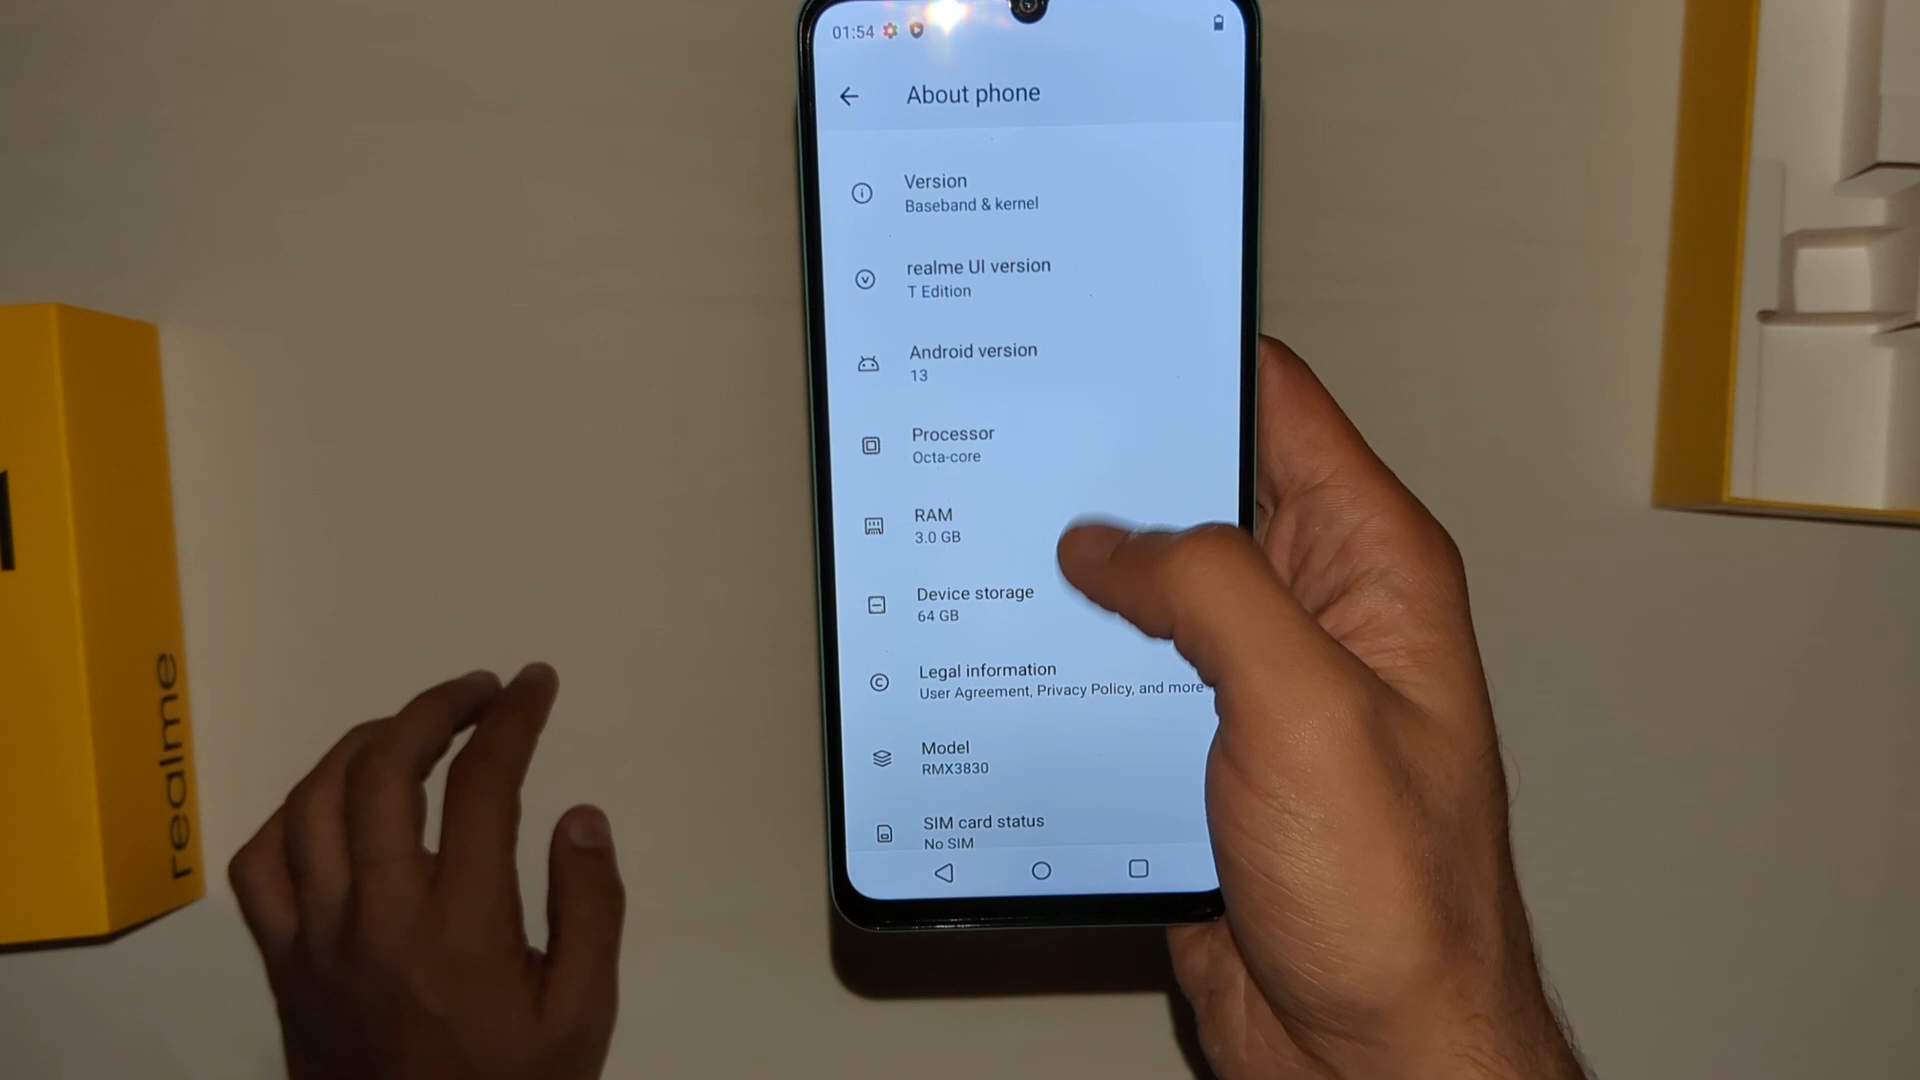 01:54
About phone
Version
Baseband & kernel
realme UI version
T Edition
Android version
13
Processor
Octa-core
RAM
3.0 GB
Device storage
64 GB
Legal information
User Agreement, Privacy Policy, and more
Model
RMX3830
SIM card status
No SIM
realme